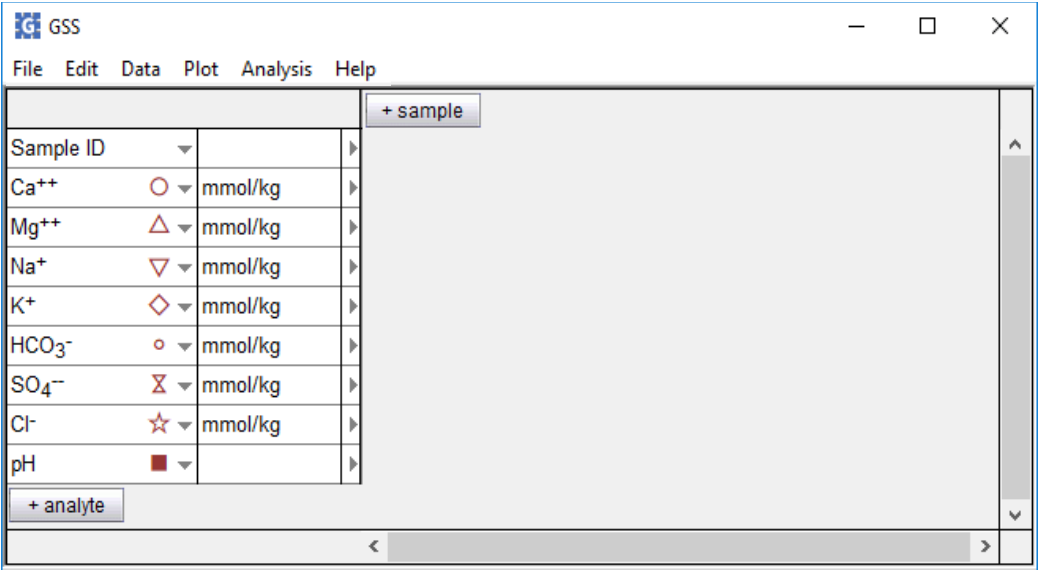 G GSS
File Edit Data Plot Analysis Help
+ sample
Sample ID
Ca⁺⁺ mmol/kg
Mg⁺⁺ mmol/kg
Na⁺ mmol/kg
K⁺ mmol/kg
HCO₃⁻ mmol/kg
SO₄⁻⁻ mmol/kg
Cl⁻ mmol/kg
pH
+ analyte